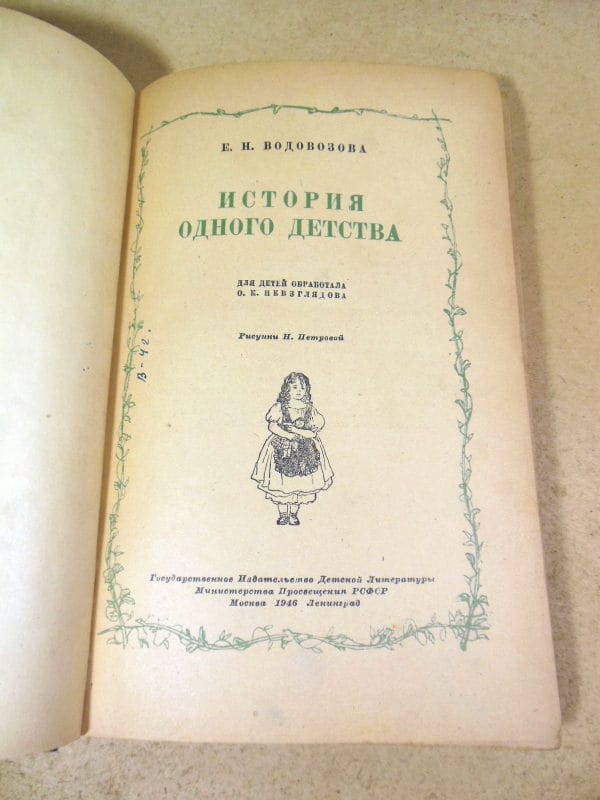 Е. Н. ВОДОВОЗОВА
ИСТОРИЯ
ОДНОГО ДЕТСТВА
ДЛЯ ДЕТЕЙ ОБРАБОТАЛА
О. К. НЕВЗГЛЯДОВА
Рисунки Н. Петровой
В-42.
Государственное Издательство Детской Литературы
Министерства Просвещения РСФСР
Москва 1946 Ленинград